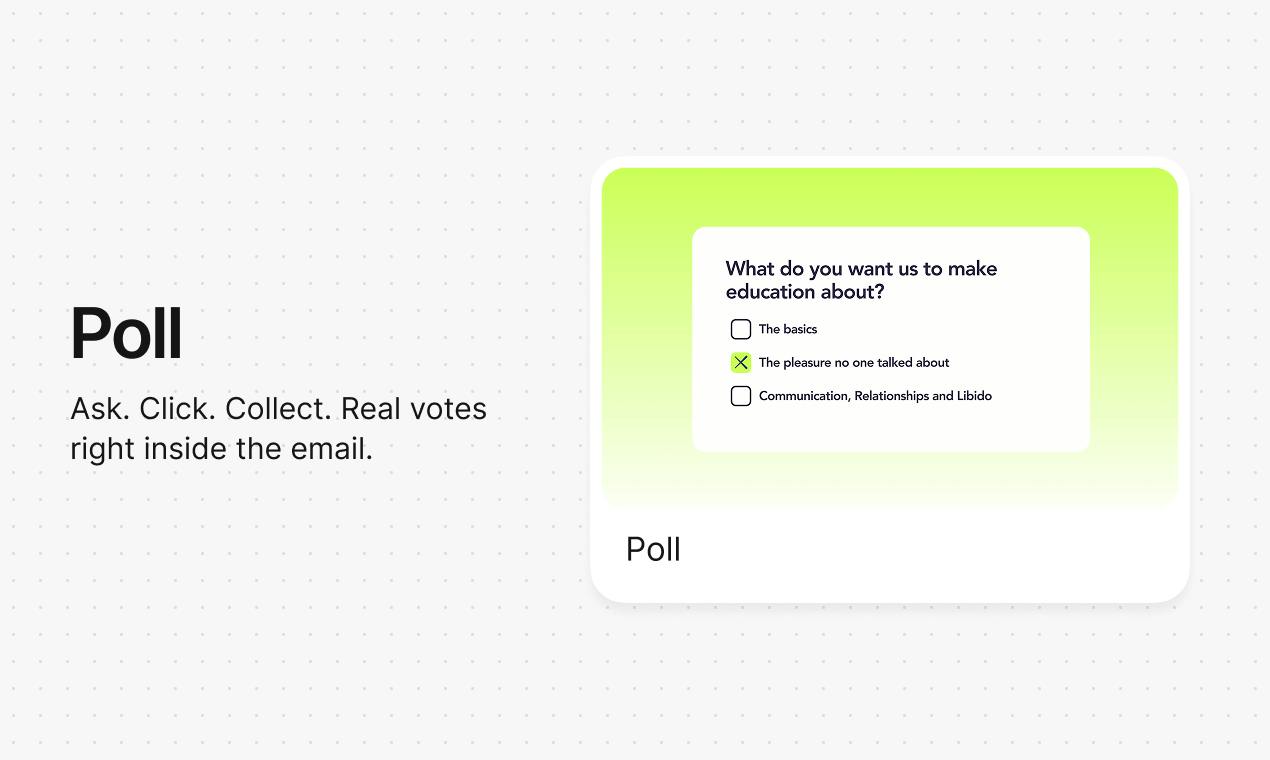 Poll
Ask. Click. Collect. Real votes
right inside the email.
What do you want us to make
education about?
The basics
The pleasure no one talked about
Communication, Relationships and Libido
Poll